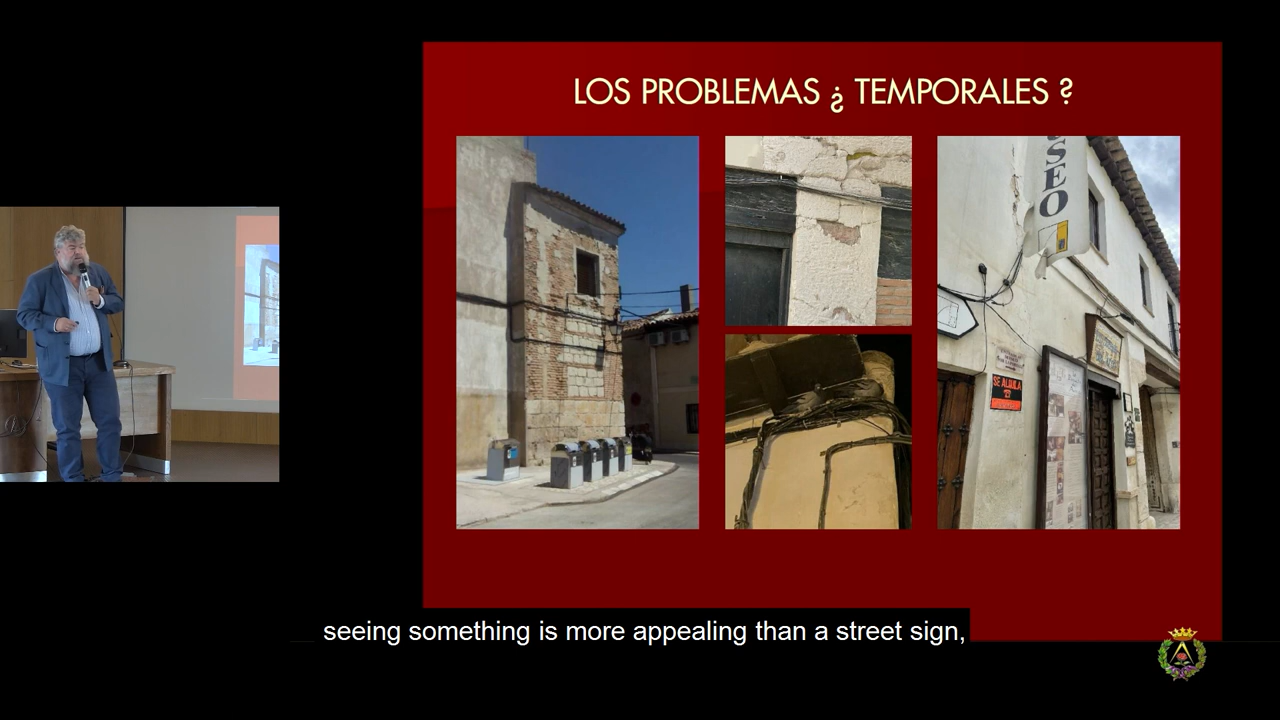 LOS PROBLEMAS ¿ TEMPORALES ?
SEO
SE ALQUILA
seeing something is more appealing than a street sign,